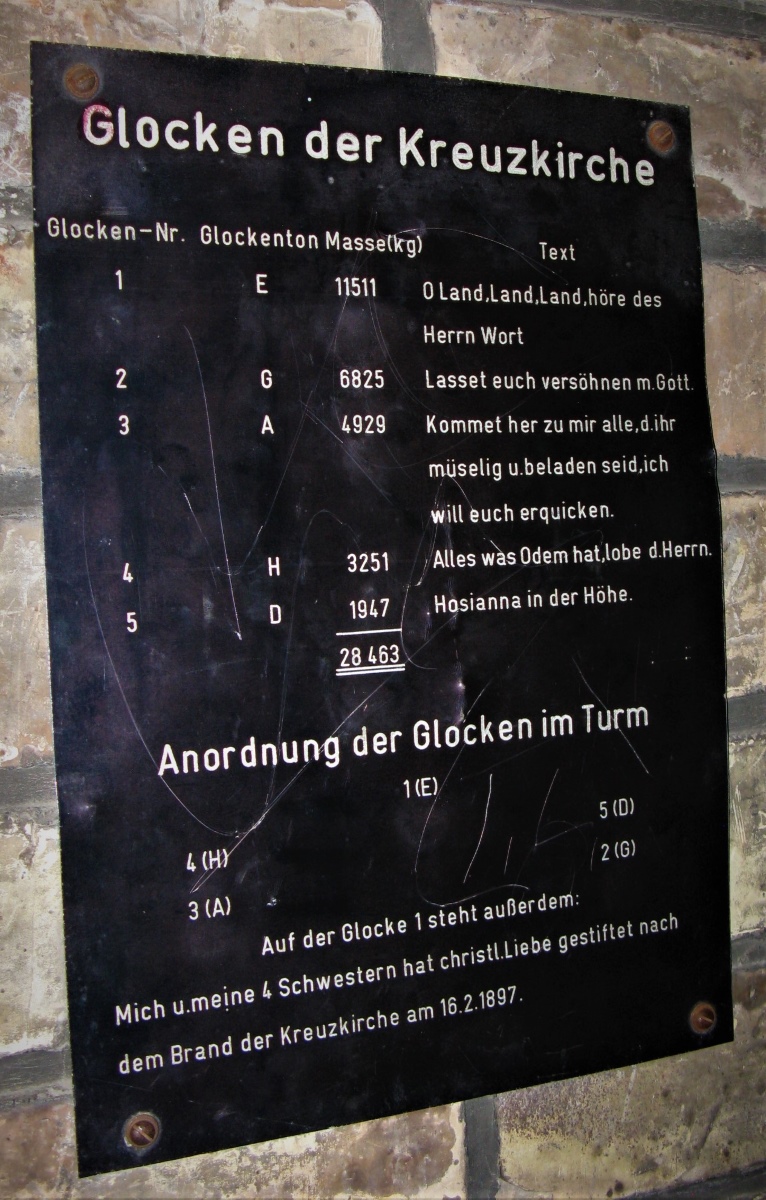 Glocken der Kreuzkirche
Glocken-Nr. Glockenton Masse(kg) Text
1 E 11511 O Land,Land,Land,höre des
Herrn Wort
2 G 6825 Lasset euch versöhnen m.Gott.
3 A 4929 Kommet her zu mir alle,d.ihr
müselig u.beladen seid,ich
will euch erquicken.
4 H 3251 Alles was Odem hat,lobe d.Herrn.
5 D 1947 Hosianna in der Höhe.
28 463
Anordnung der Glocken im Turm
1 (E)
5 (D)
4 (H) 2 (G)
3 (A)
Auf der Glocke 1 steht außerdem:
Mich u.meine 4 Schwestern hat christl.Liebe gestiftet nach
dem Brand der Kreuzkirche am 16.2.1897.